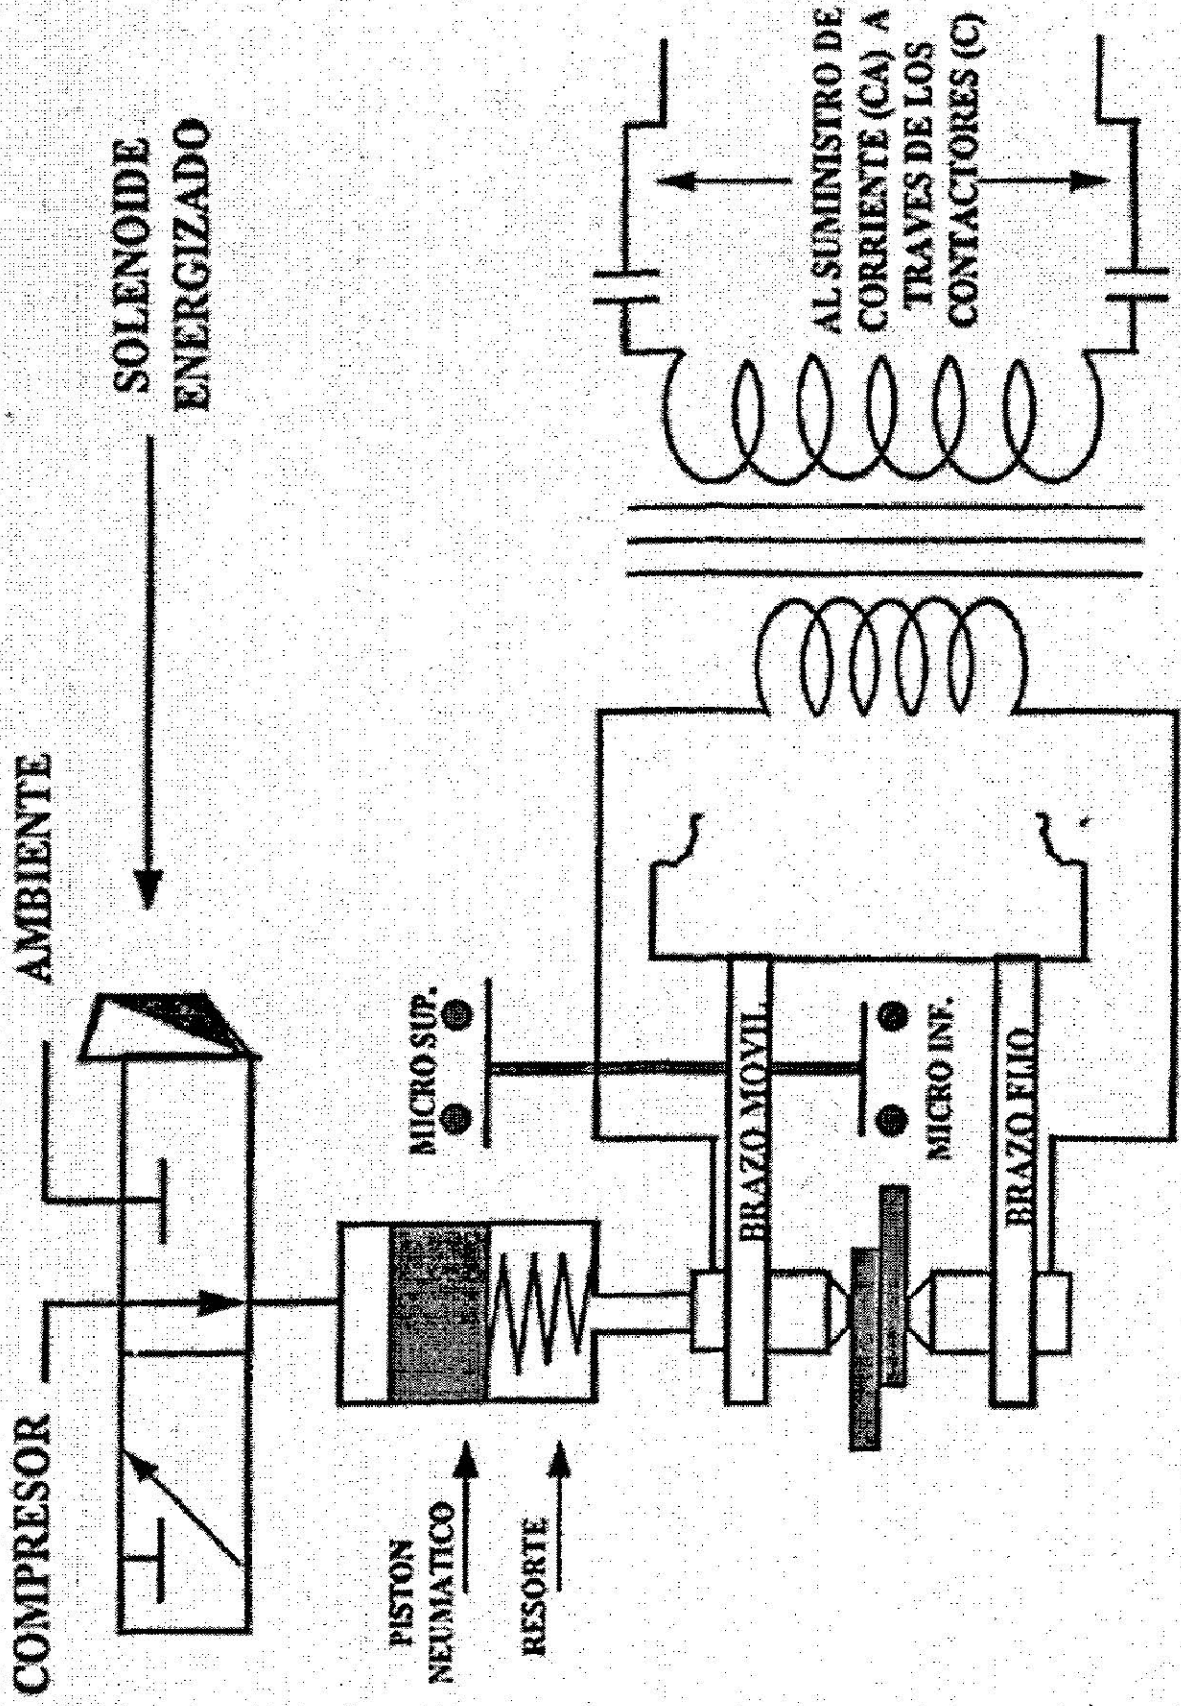 COMPRESOR
AMBIENTE
SOLENOIDE
ENERGIZADO
PISTON
NEUMATICO
RESORTE
MICRO SUP.
BRAZO MOVIL
MICRO INF.
BRAZO FIJO
AL SUMINISTRO DE
CORRIENTE (CA) A
TRAVES DE LOS
CONTACTORES (C)